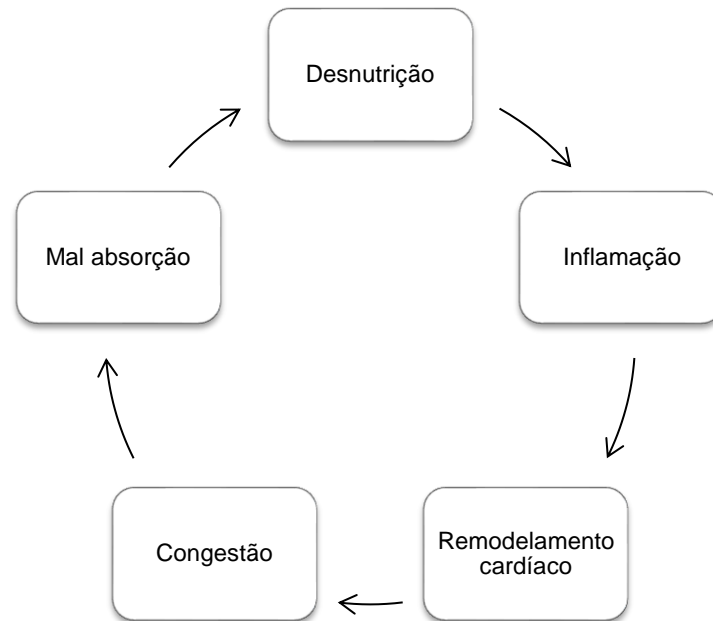 Desnutrição
Inflamação
Remodelamento
cardíaco
Congestão
Mal absorção